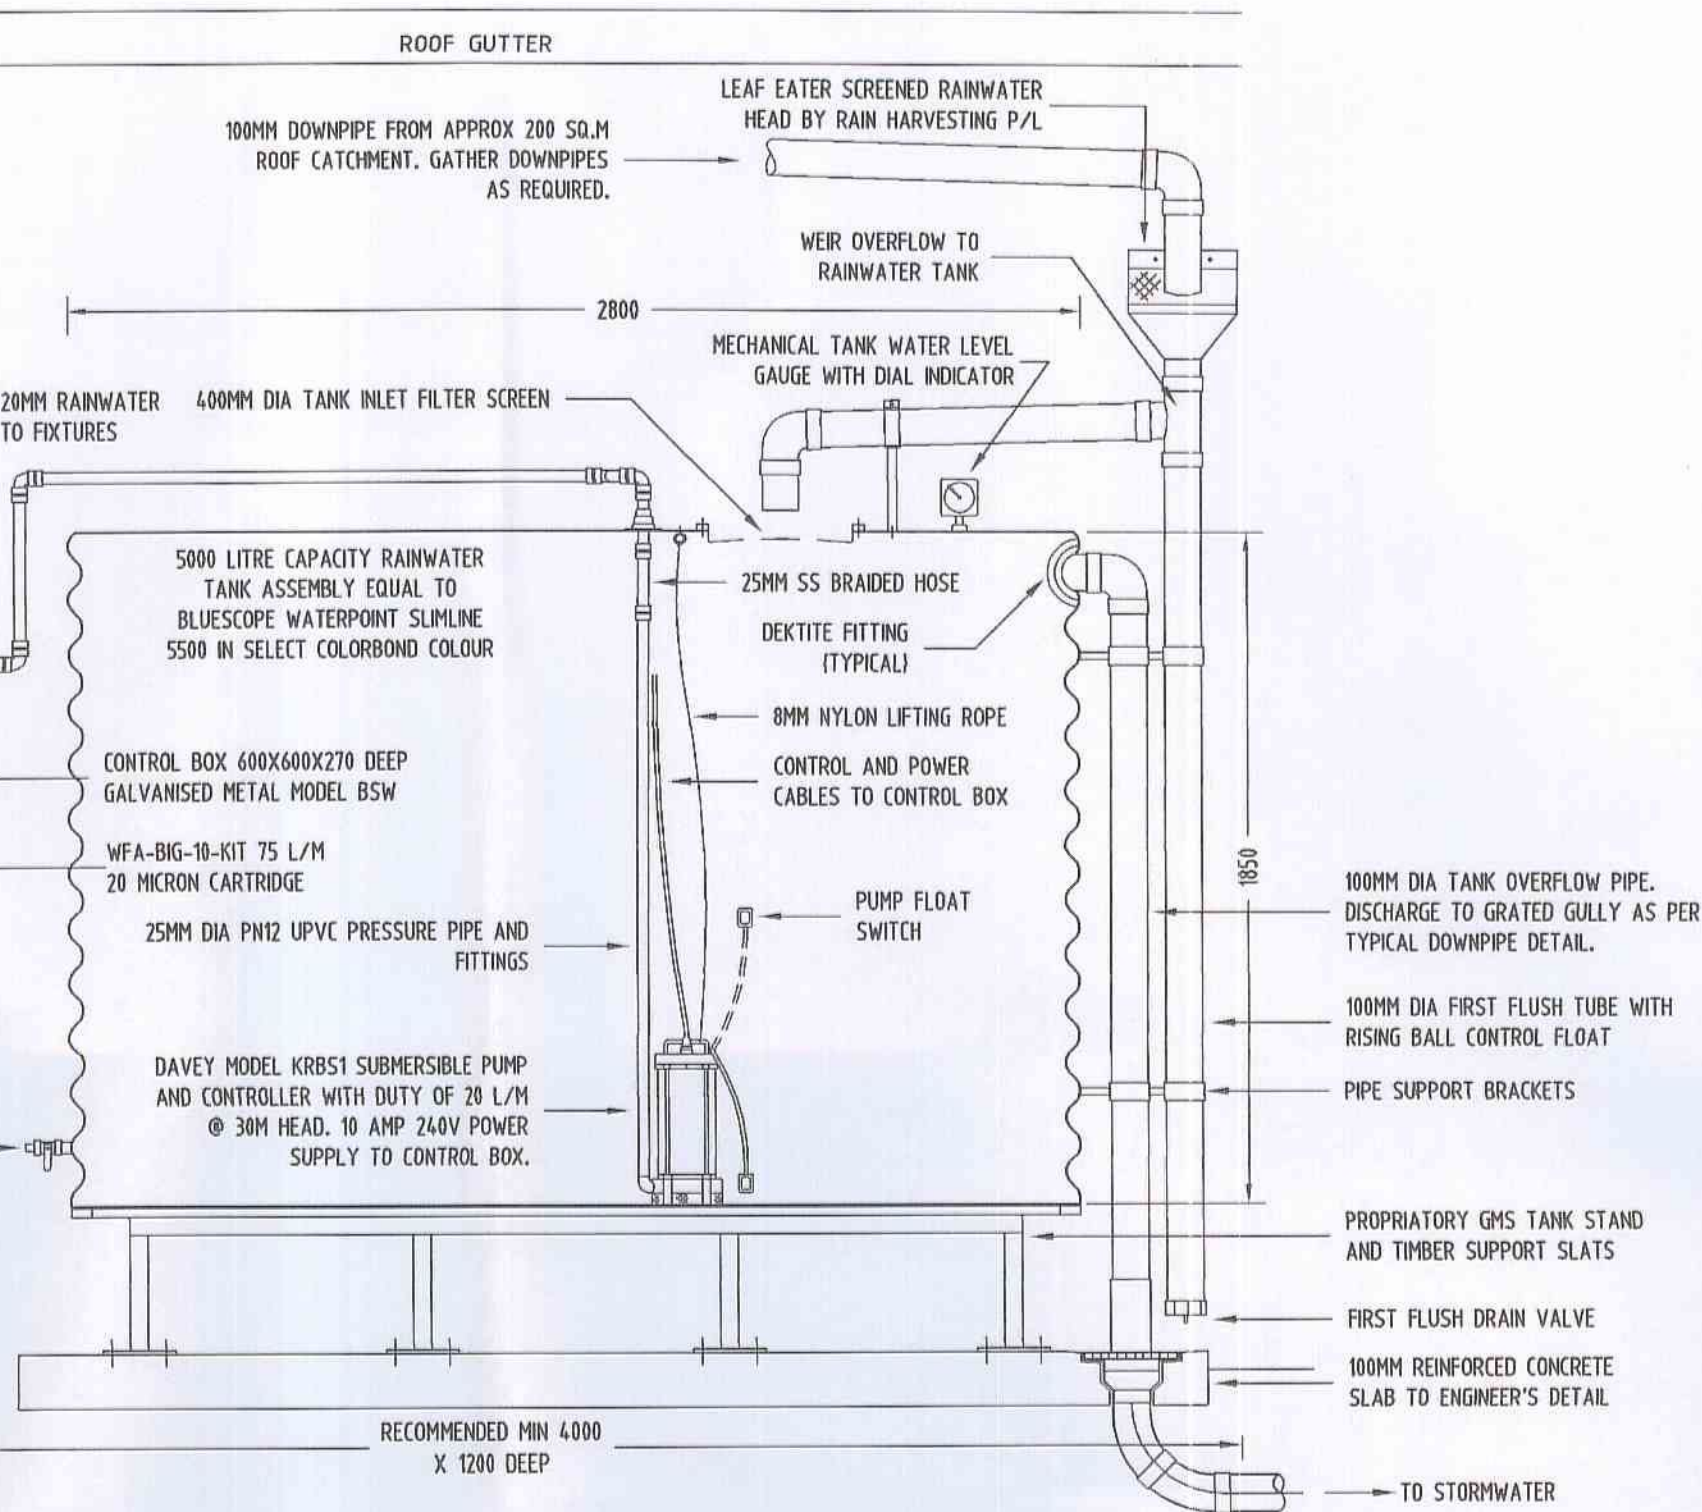 ROOF GUTTER
LEAF EATER SCREENED RAINWATER
HEAD BY RAIN HARVESTING P/L
100MM DOWNPIPE FROM APPROX 200 SQ.M
ROOF CATCHMENT. GATHER DOWNPIPES
AS REQUIRED.
WEIR OVERFLOW TO
RAINWATER TANK
2800
MECHANICAL TANK WATER LEVEL
GAUGE WITH DIAL INDICATOR
20MM RAINWATER
TO FIXTURES
400MM DIA TANK INLET FILTER SCREEN
5000 LITRE CAPACITY RAINWATER
TANK ASSEMBLY EQUAL TO
BLUESCOPE WATERPOINT SLIMLINE
5500 IN SELECT COLORBOND COLOUR
25MM SS BRAIDED HOSE
DEKTITE FITTING
(TYPICAL)
8MM NYLON LIFTING ROPE
CONTROL AND POWER
CABLES TO CONTROL BOX
CONTROL BOX 600X600X270 DEEP
GALVANISED METAL MODEL BSW
WFA-BIG-10-KIT 75 L/M
20 MICRON CARTRIDGE
1850
PUMP FLOAT
SWITCH
25MM DIA PN12 UPVC PRESSURE PIPE AND
FITTINGS
100MM DIA TANK OVERFLOW PIPE.
DISCHARGE TO GRATED GULLY AS PER
TYPICAL DOWNPIPE DETAIL.
100MM DIA FIRST FLUSH TUBE WITH
RISING BALL CONTROL FLOAT
DAVEY MODEL KRBS1 SUBMERSIBLE PUMP
AND CONTROLLER WITH DUTY OF 20 L/M
@ 30M HEAD. 10 AMP 240V POWER
SUPPLY TO CONTROL BOX.
PIPE SUPPORT BRACKETS
PROPRIATORY GMS TANK STAND
AND TIMBER SUPPORT SLATS
FIRST FLUSH DRAIN VALVE
100MM REINFORCED CONCRETE
SLAB TO ENGINEER'S DETAIL
RECOMMENDED MIN 4000
X 1200 DEEP
TO STORMWATER